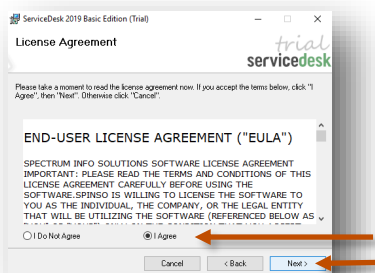 ServiceDesk 2019 Basic Edition (Trial)
License Agreement
trial
servicedesk
Please take a moment to read the license agreement now. If you accept the terms below, click "I
Agree", then "Next". Otherwise click "Cancel".
END-USER LICENSE AGREEMENT ("EULA")
SPECTRUM INFO SOLUTIONS SOFTWARE LICENSE AGREEMENT
IMPORTANT: PLEASE READ THE TERMS AND CONDITIONS OF THIS
LICENSE AGREEMENT CAREFULLY BEFORE USING THE
SOFTWARE.SPINSO IS WILLING TO LICENSE THE SOFTWARE TO
YOU AS THE INDIVIDUAL, THE COMPANY, OR THE LEGAL ENTITY
THAT WILL BE UTILIZING THE SOFTWARE (REFERENCED BELOW AS
I Do Not Agree
I Agree
Cancel
< Back
Next >